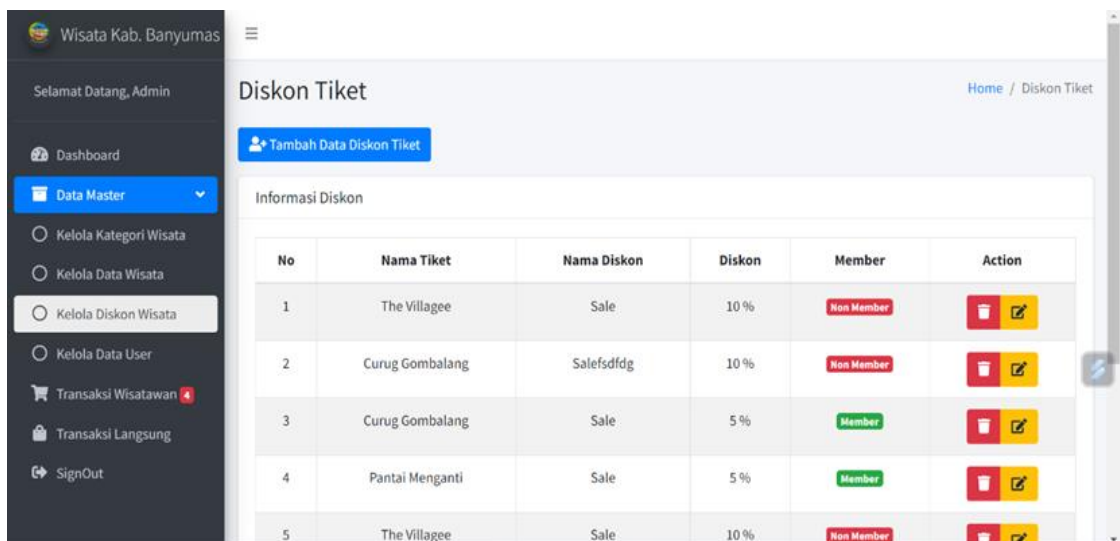 Wisata Kab. Banyumas
Selamat Datang, Admin
Dashboard
Data Master
Kelola Kategori Wisata
Kelola Data Wisata
Kelola Diskon Wisata
Kelola Data User
Transaksi Wisatawan 4
Transaksi Langsung
SignOut
Diskon Tiket
Home / Diskon Tiket
Tambah Data Diskon Tiket
Informasi Diskon
No Nama Tiket Nama Diskon Diskon Member Action
1 The Villagee Sale 10 % Non Member
2 Curug Gombalang Salefsdfdg 10 % Non Member
3 Curug Gombalang Sale 5 % Member
4 Pantai Menganti Sale 5 % Member
5 The Villagee Sale 10 % Non Member